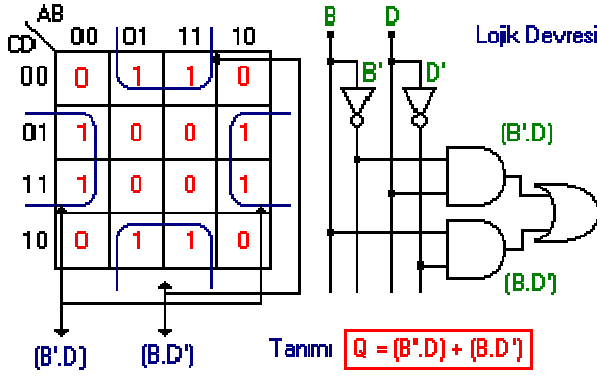 AB
CD
00 01 11 10
00 0 1 1 0
01 1 0 0 1
11 1 0 0 1
10 0 1 1 0
(B'.D) (B.D')
B D
Lojik Devresi
B' D'
(B'.D)
(B.D')
Tanımı Q = (B'.D) + (B.D')